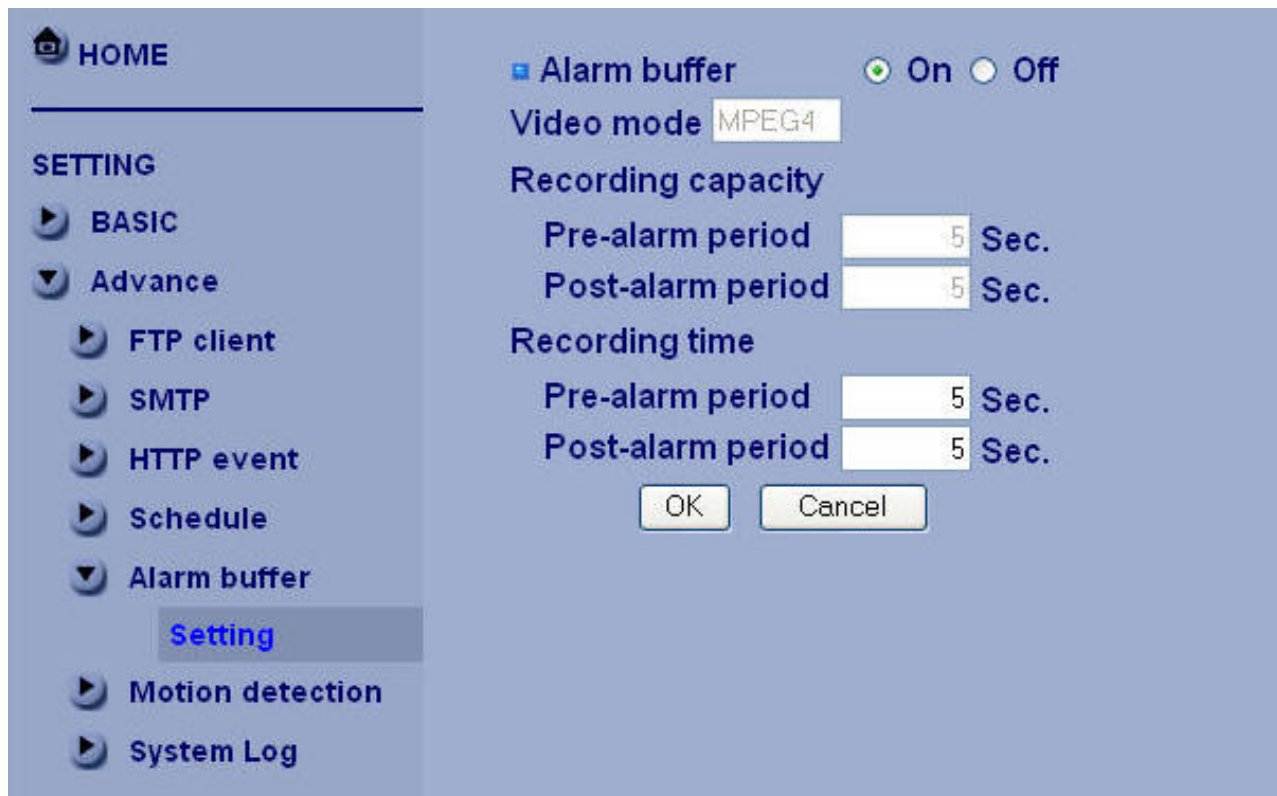 HOME
SETTING
BASIC
Advance
FTP client
SMTP
HTTP event
Schedule
Alarm buffer
Setting
Motion detection
System Log
Alarm buffer On Off
Video mode MPEG4
Recording capacity
Pre-alarm period 5 Sec.
Post-alarm period 5 Sec.
Recording time
Pre-alarm period 5 Sec.
Post-alarm period 5 Sec.
OK Cancel